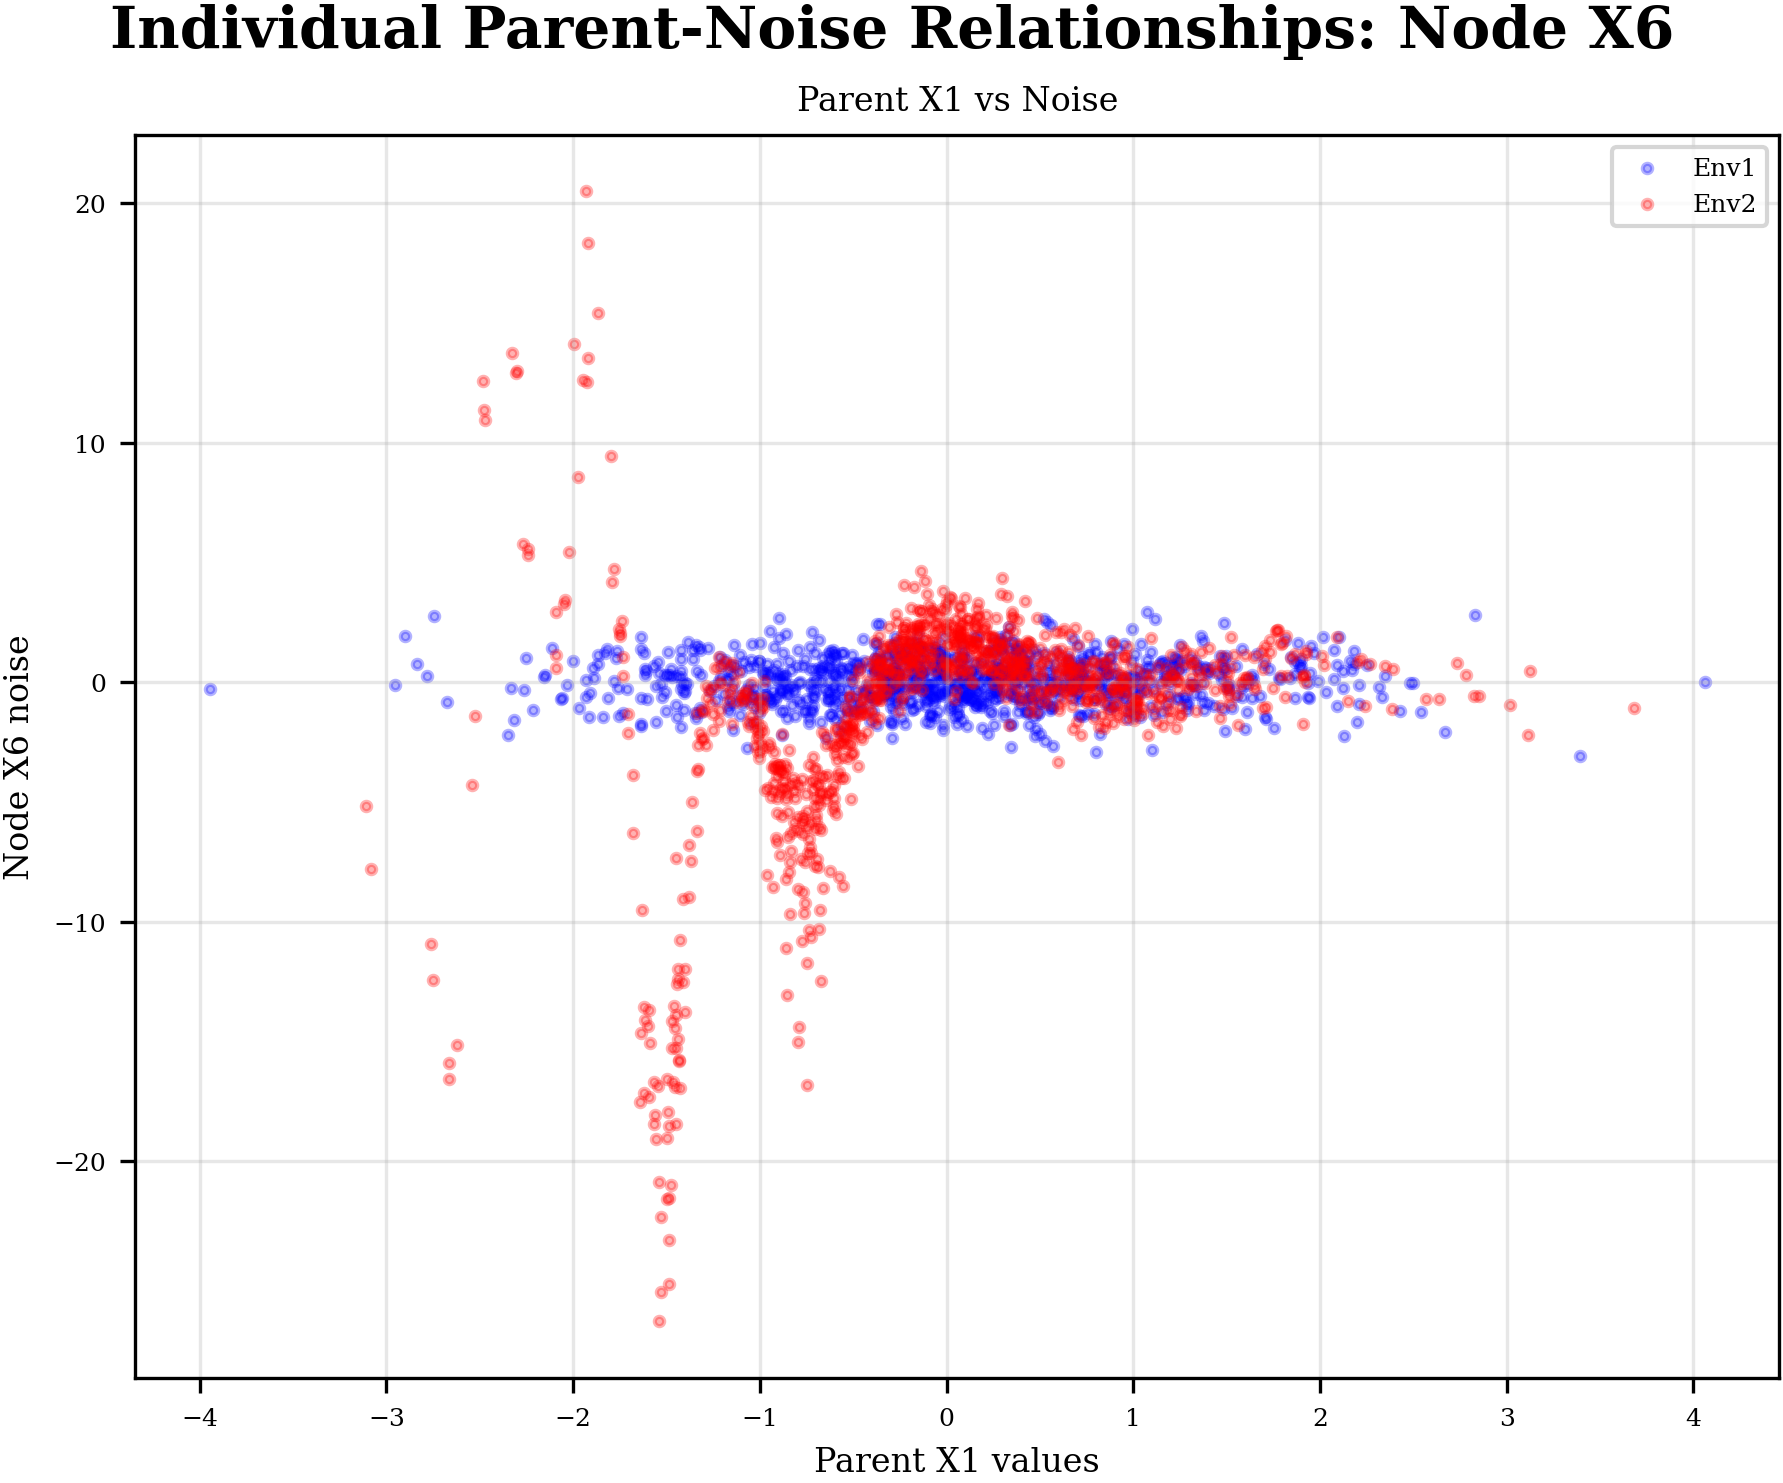 Individual Parent-Noise Relationships: Node X6
Parent X1 vs Noise
Env1
Env2
20
10
0
−10
−20
Node X6 noise
−4
−3
−2
−1
0
1
2
3
4
Parent X1 values